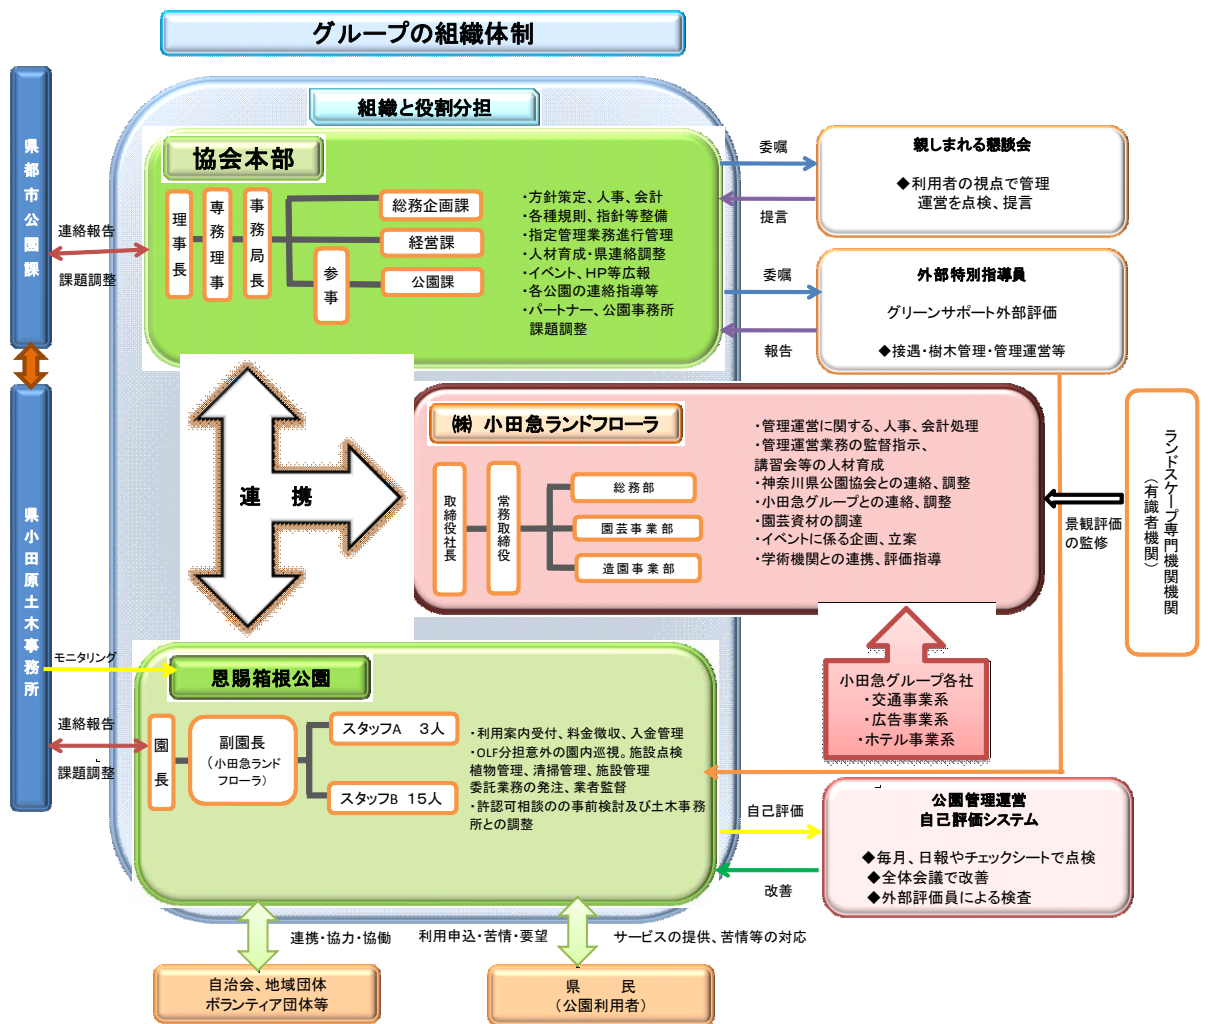 グループの組織体制
組織と役割分担
県都市公園課
連絡報告
課題調整
県小田原土木事務所
協会本部
理事長
専務理事
事務局長
参事
総務企画課
経営課
公園課
・方針策定、人事、会計
・各種規則、指針等整備
・指定管理業務進行管理
・人材育成・県連絡調整
・イベント、HP等広報
・各公園の連絡指導等
・パートナー、公園事務所
課題調整
委嘱
提言
親しまれる懇談会
◆利用者の視点で管理
運営を点検、提言
委嘱
報告
外部特別指導員
グリーンサポート外部評価
◆接遇・樹木管理・管理運営等
連　携
㈱ 小田急ランドフローラ
取締役社長
常務取締役
総務部
園芸事業部
造園事業部
・管理運営に関する、人事、会計処理
・管理運営業務の監督指示、
講習会等の人材育成
・神奈川県公園協会との連絡、調整
・小田急グループとの連絡、調整
・園芸資材の調達
・イベントに係る企画、立案
・学術機関との連携、評価指導
景観評価
の監修
ランドスケープ専門機関機関
（有識者機関）
小田急グループ各社
・交通事業系
・広告事業系
・ホテル事業系
モニタリング
連絡報告
課題調整
恩賜箱根公園
園長
副園長
（小田急ランド
フローラ）
スタッフA　3人
スタッフB 15人
・利用案内受付、料金徴収、入金管理
・OLF分担意外の園内巡視。施設点検
植物管理、清掃管理、施設管理
委託業務の発注、業者監督
・許認可相談のの事前検討及び土木事務
所との調整
自己評価
改善
公園管理運営
自己評価システム
◆毎月、日報やチェックシートで点検
◆全体会議で改善
◆外部評価員による検査
連携・協力・協働
利用申込・苦情・要望
サービスの提供、苦情等の対応
自治会、地域団体
ボランティア団体等
県　　民
（公園利用者）